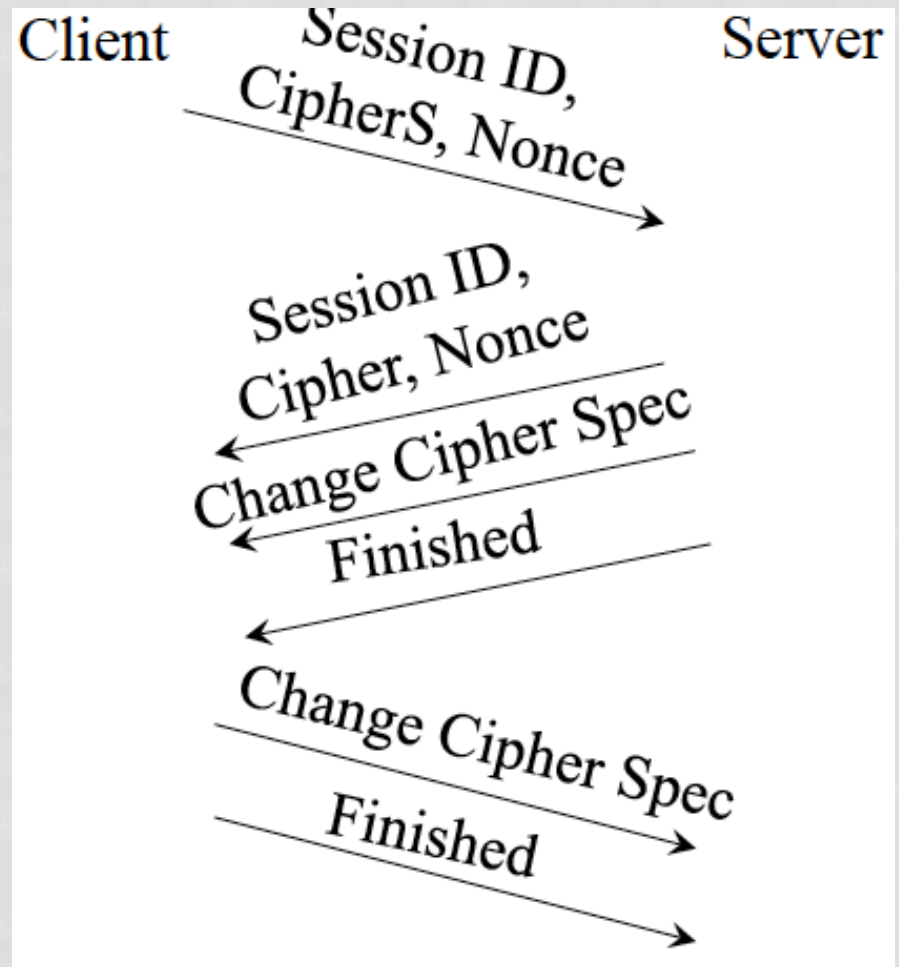 Client
Server
Session ID,
CipherS, Nonce
Session ID,
Cipher, Nonce
Change Cipher Spec
Finished
Change Cipher Spec
Finished